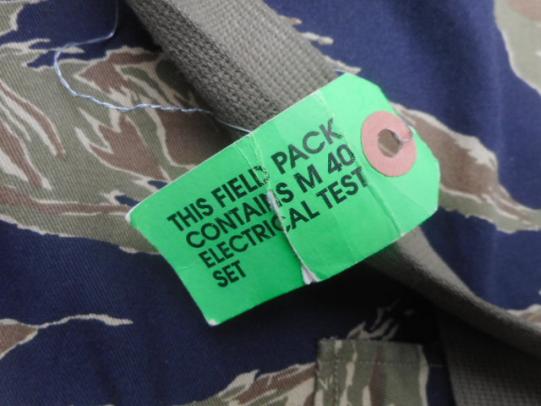 THIS FIELD PACK
CONTAINS M 40
ELECTRICAL TEST
SET